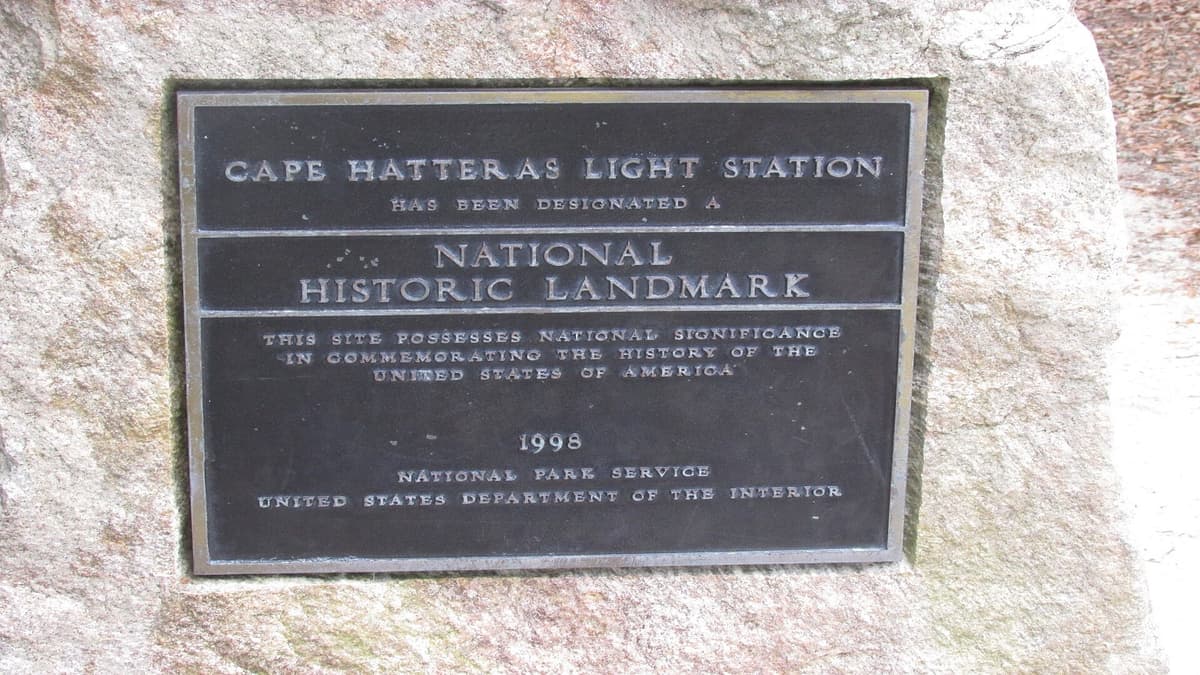 CAPE HATTERAS LIGHT STATION
HAS BEEN DESIGNATED A
NATIONAL
HISTORIC LANDMARK
THIS SITE POSSESSES NATIONAL SIGNIFICANCE
IN COMMEMORATING THE HISTORY OF THE
UNITED STATES OF AMERICA
1998
NATIONAL PARK SERVICE
UNITED STATES DEPARTMENT OF THE INTERIOR